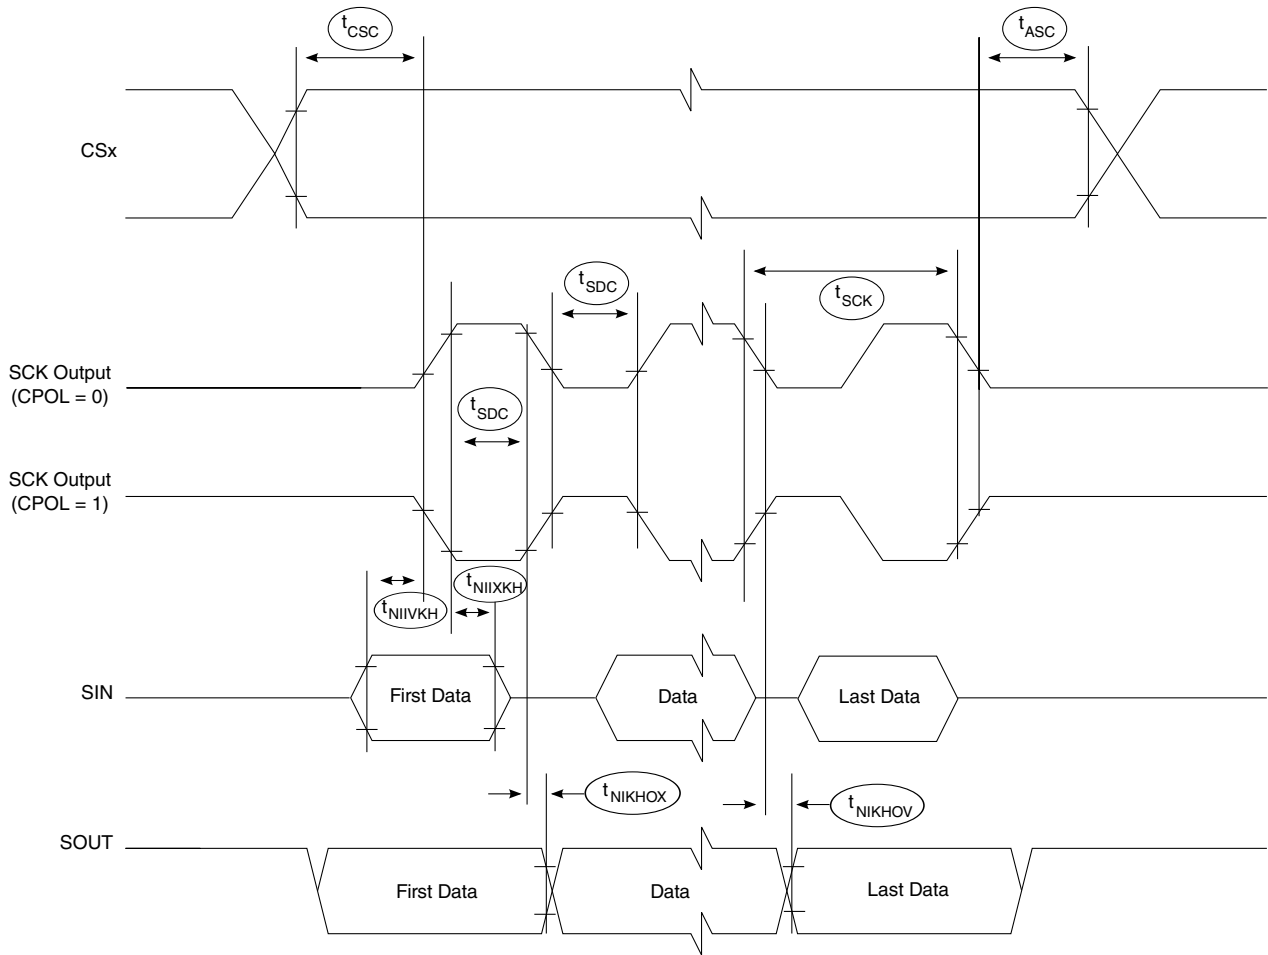 tCSC
tASC
CSx
tSDC
tSCK
SCK Output
(CPOL = 0)
tSDC
SCK Output
(CPOL = 1)
tNIIVKH
tNIIXKH
SIN
First Data
Data
Last Data
tNIKHOX
tNIKHOV
SOUT
First Data
Data
Last Data